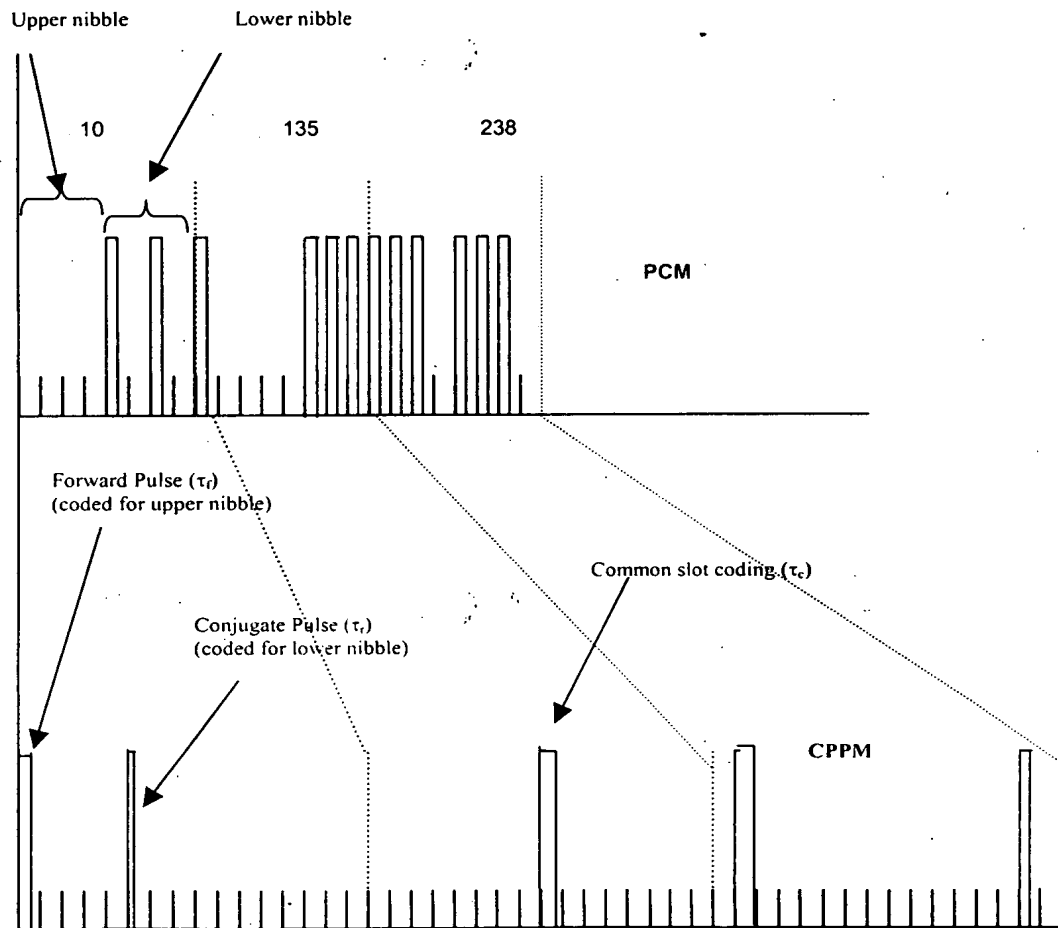 Upper nibble
Lower nibble
10
135
238
PCM
Forward Pulse (τf)
(coded for upper nibble)
Common slot coding (τc)
Conjugate Pulse (τr)
(coded for lower nibble)
CPPM